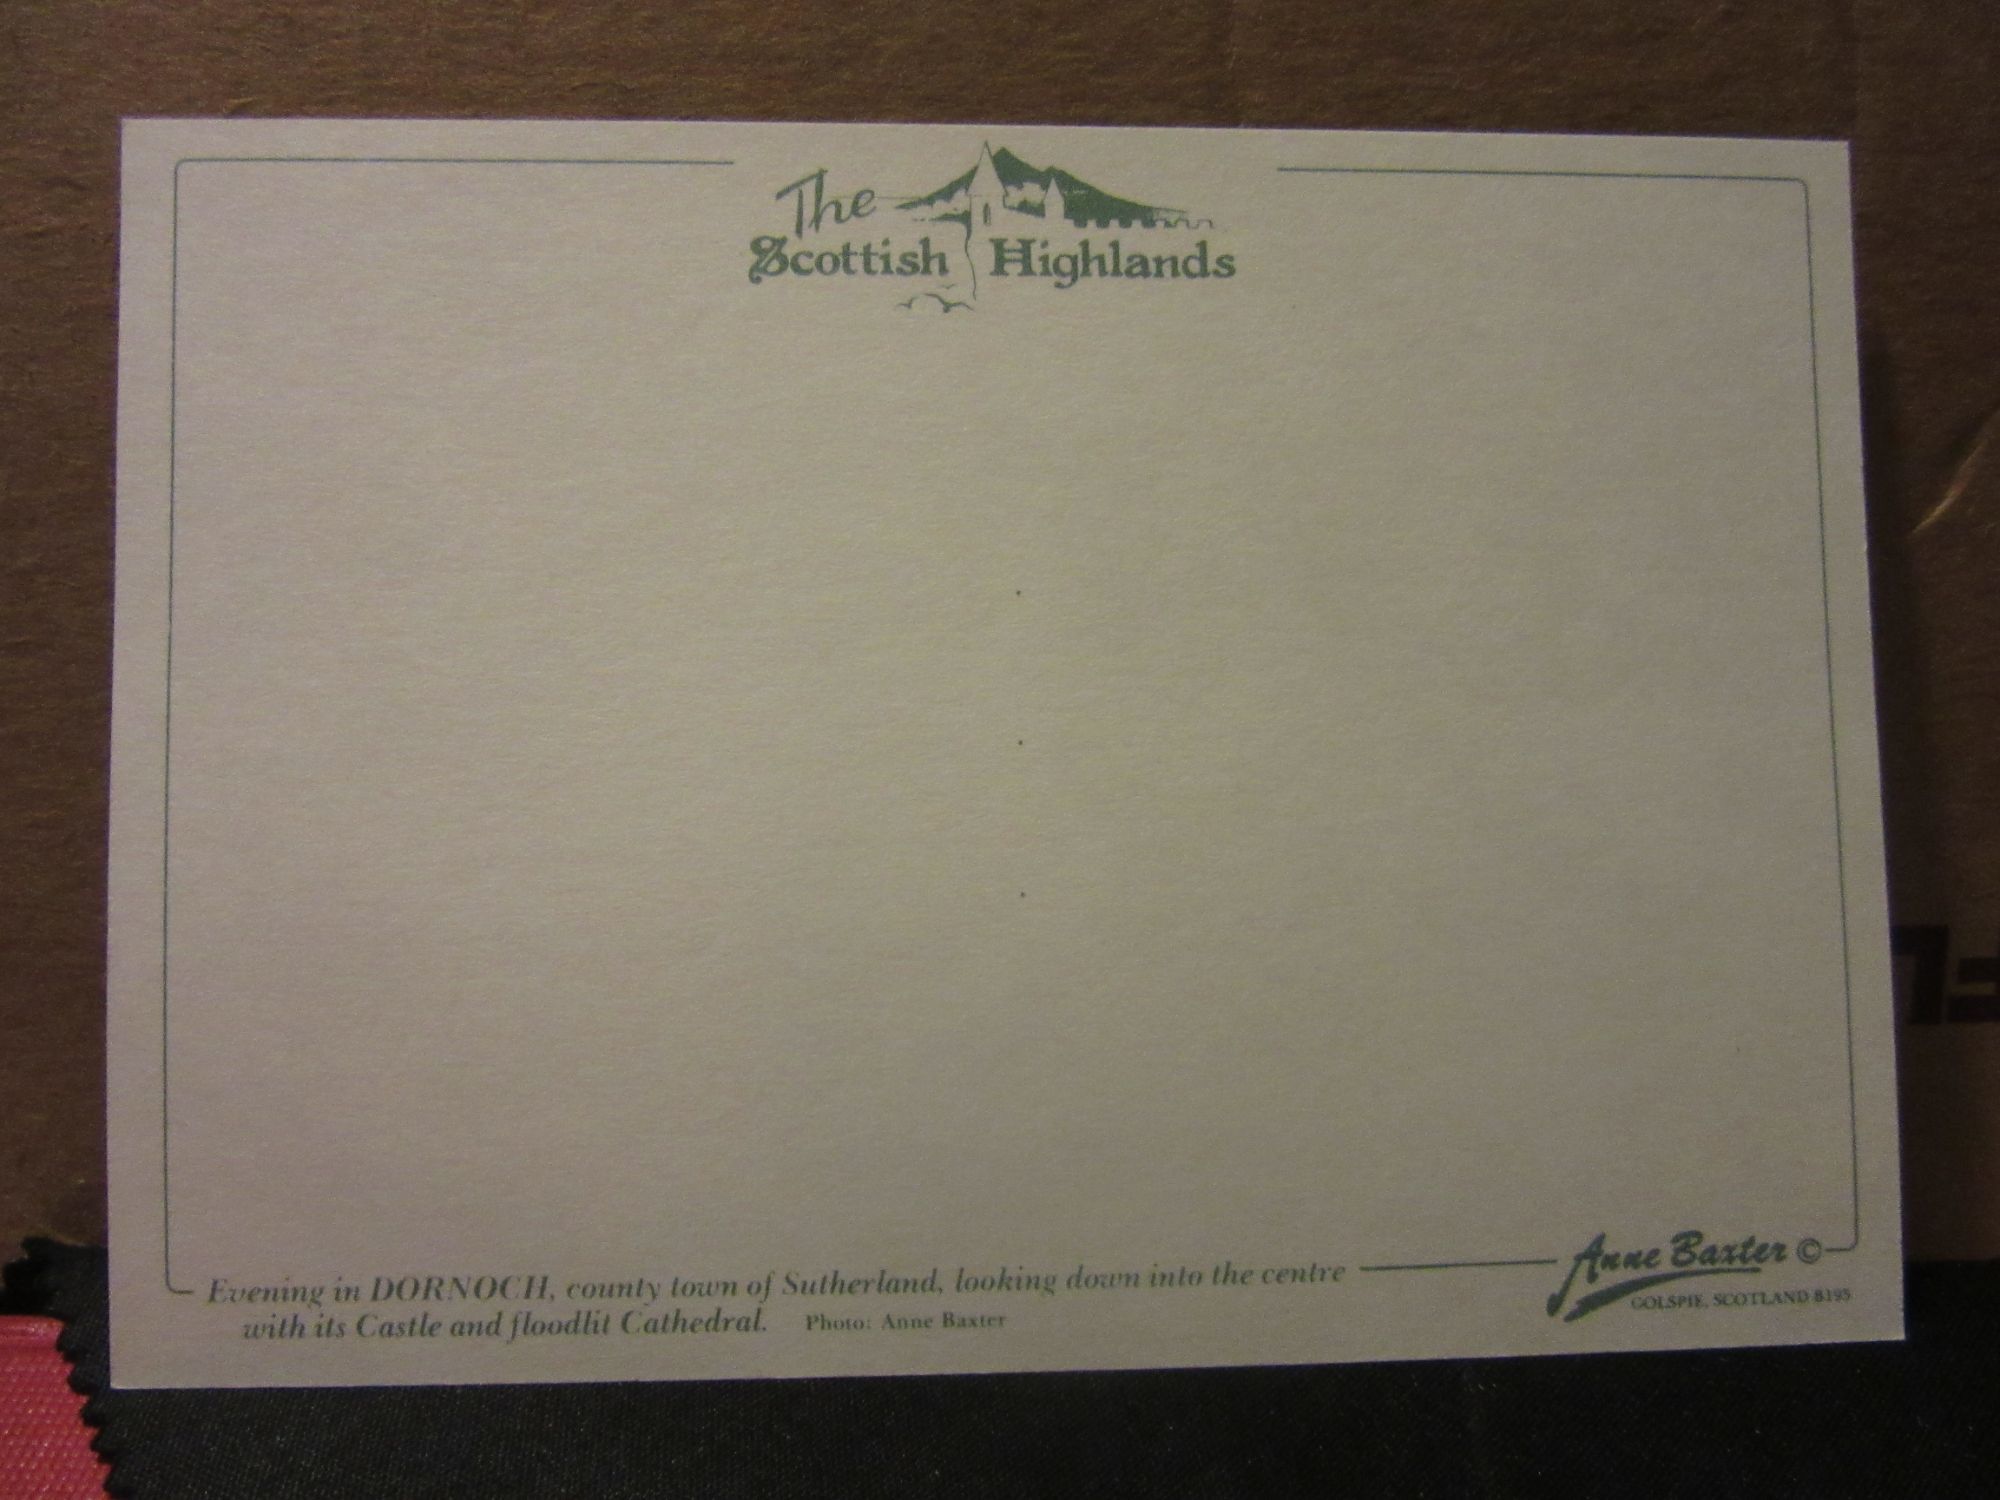 The
Scottish Highlands
Evening in DORNOCH, county town of Sutherland, looking down into the centre
with its Castle and floodlit Cathedral. Photo: Anne Baxter
Anne Baxter ©
GOLSPIE, SCOTLAND B195